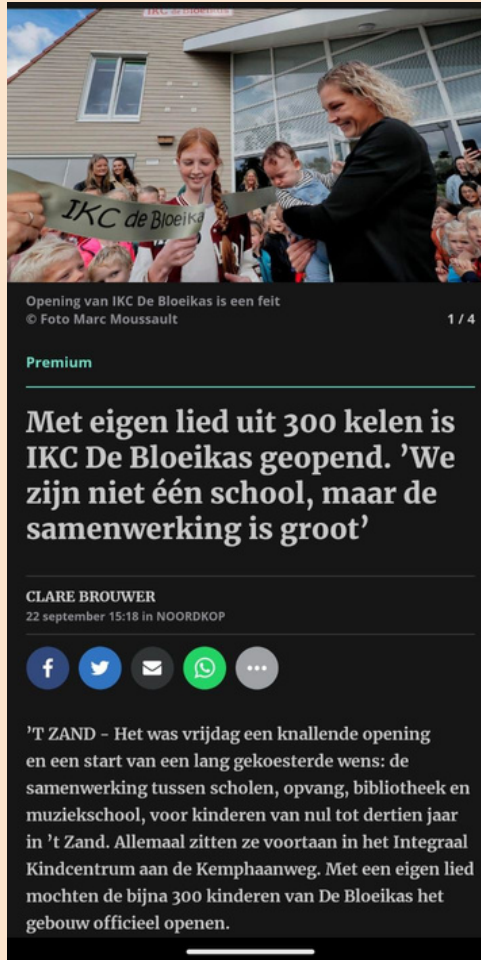 IKC de Bloeikas
IKC de Bloeika
Opening van IKC De Bloeikas is een feit
© Foto Marc Moussault
1 / 4
Premium
Met eigen lied uit 300 kelen is
IKC De Bloeikas geopend. ’We
zijn niet één school, maar de
samenwerking is groot’
CLARE BROUWER
22 september 15:18 in NOORDKOP
’T ZAND - Het was vrijdag een knallende opening
en een start van een lang gekoesterde wens: de
samenwerking tussen scholen, opvang, bibliotheek en
muziekschool, voor kinderen van nul tot dertien jaar
in ’t Zand. Allemaal zitten ze voortaan in het Integraal
Kindcentrum aan de Kemphaanweg. Met een eigen lied
mochten de bijna 300 kinderen van De Bloeikas het
gebouw officieel openen.